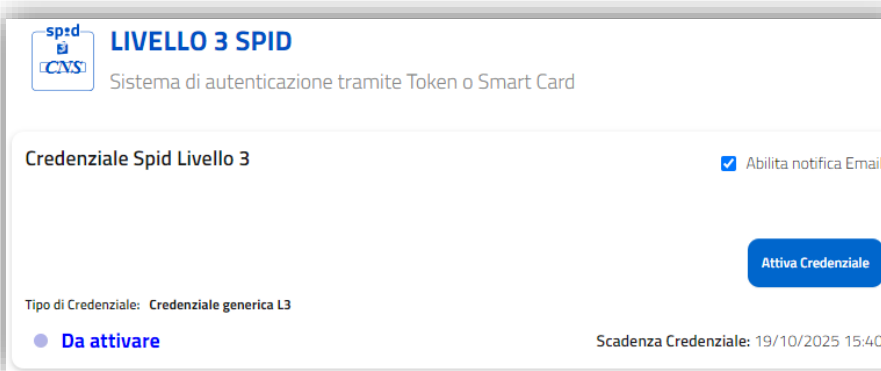 spid
3
CNS
LIVELLO 3 SPID
Sistema di autenticazione tramite Token o Smart Card
Credenziale Spid Livello 3
Abilita notifica Email
Attiva Credenziale
Tipo di Credenziale: Credenziale generica L3
Da attivare
Scadenza Credenziale: 19/10/2025 15:40